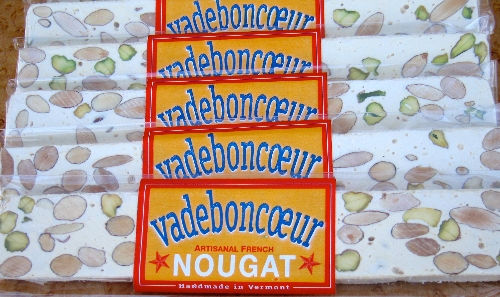 vadeboncœur
vadeboncœur
vadeboncœur
vadeboncœur
vadeboncœur
ARTISANAL FRENCH
NOUGAT
Handmade in Vermont